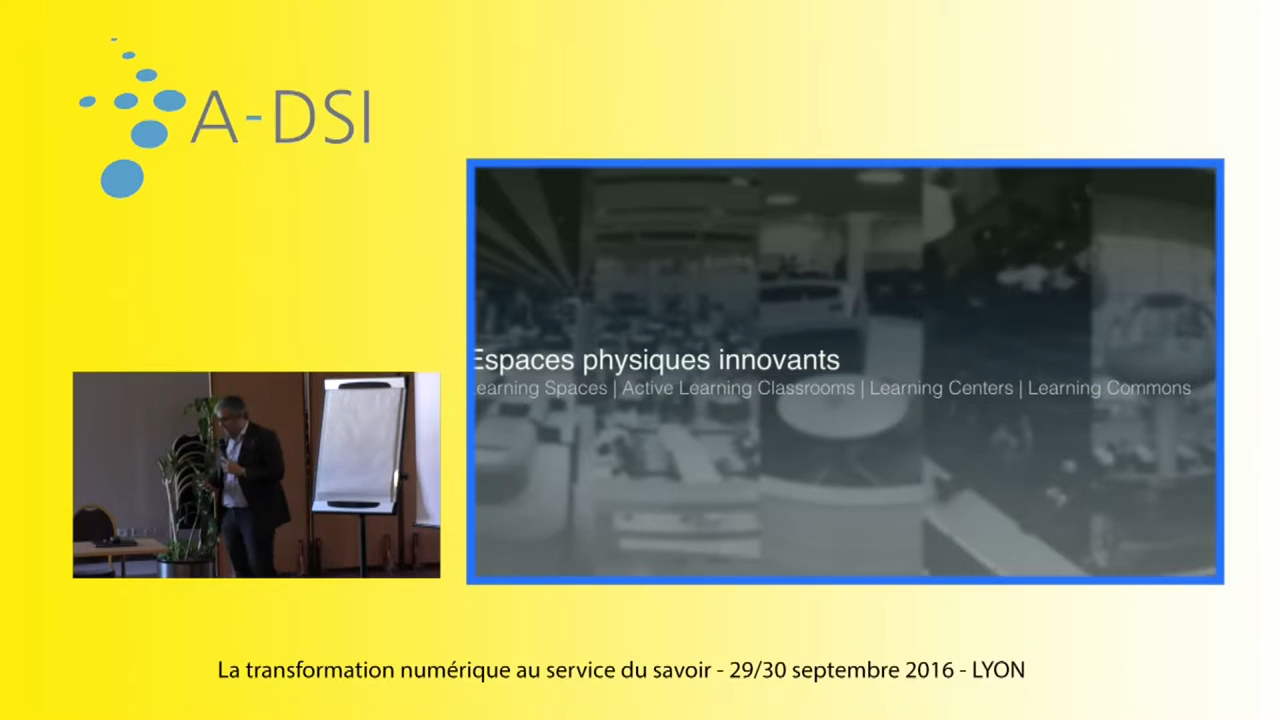 A-DSI
Espaces physiques innovants
earning Spaces | Active Learning Classrooms | Learning Centers | Learning Commons
La transformation numérique au service du savoir - 29/30 septembre 2016 - LYON